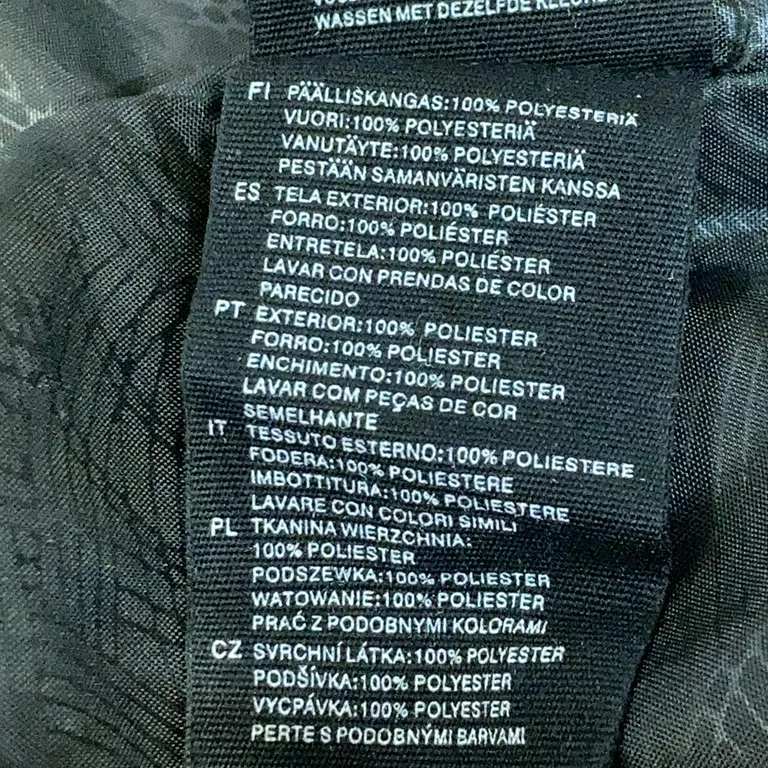 WASSEN MET DEZELFDE
FI PÄÄLLISKANGAS:100% POLYESTERIÄ
VUORI:100% POLYESTERIÄ
VANUTÄYTE:100% POLYESTERIÄ
PESTÄÄN SAMANVÄRISTEN KANSSA
ES TELA EXTERIOR:100% POLIÉSTER
FORRO:100% POLIÉSTER
ENTRETELA:100% POLIÉSTER
LAVAR CON PRENDAS DE COLOR
PARECIDO
PT EXTERIOR:100% POLIESTER
FORRO:100% POLIESTER
ENCHIMENTO:100% POLIESTER
LAVAR COM PEÇAS DE COR
SEMELHANTE
IT TESSUTO ESTERNO:100% POLIESTERE
FODERA:100% POLIESTERE
IMBOTTITURA:100% POLIESTERE
LAVARE CON COLORI SIMILI
PL TKANINA WIERZCHNIA:
100% POLIESTER
PODSZEWKA:100% POLIESTER
WATOWANIE:100% POLIESTER
PRAĆ Z PODOBNYMI KOLORAMI
CZ SVRCHNÍ LÁTKA:100% POLYESTER
PODŠÍVKA:100% POLYESTER
VYCPÁVKA:100% POLYESTER
PERTE S PODOBNÝMI BARVAMI